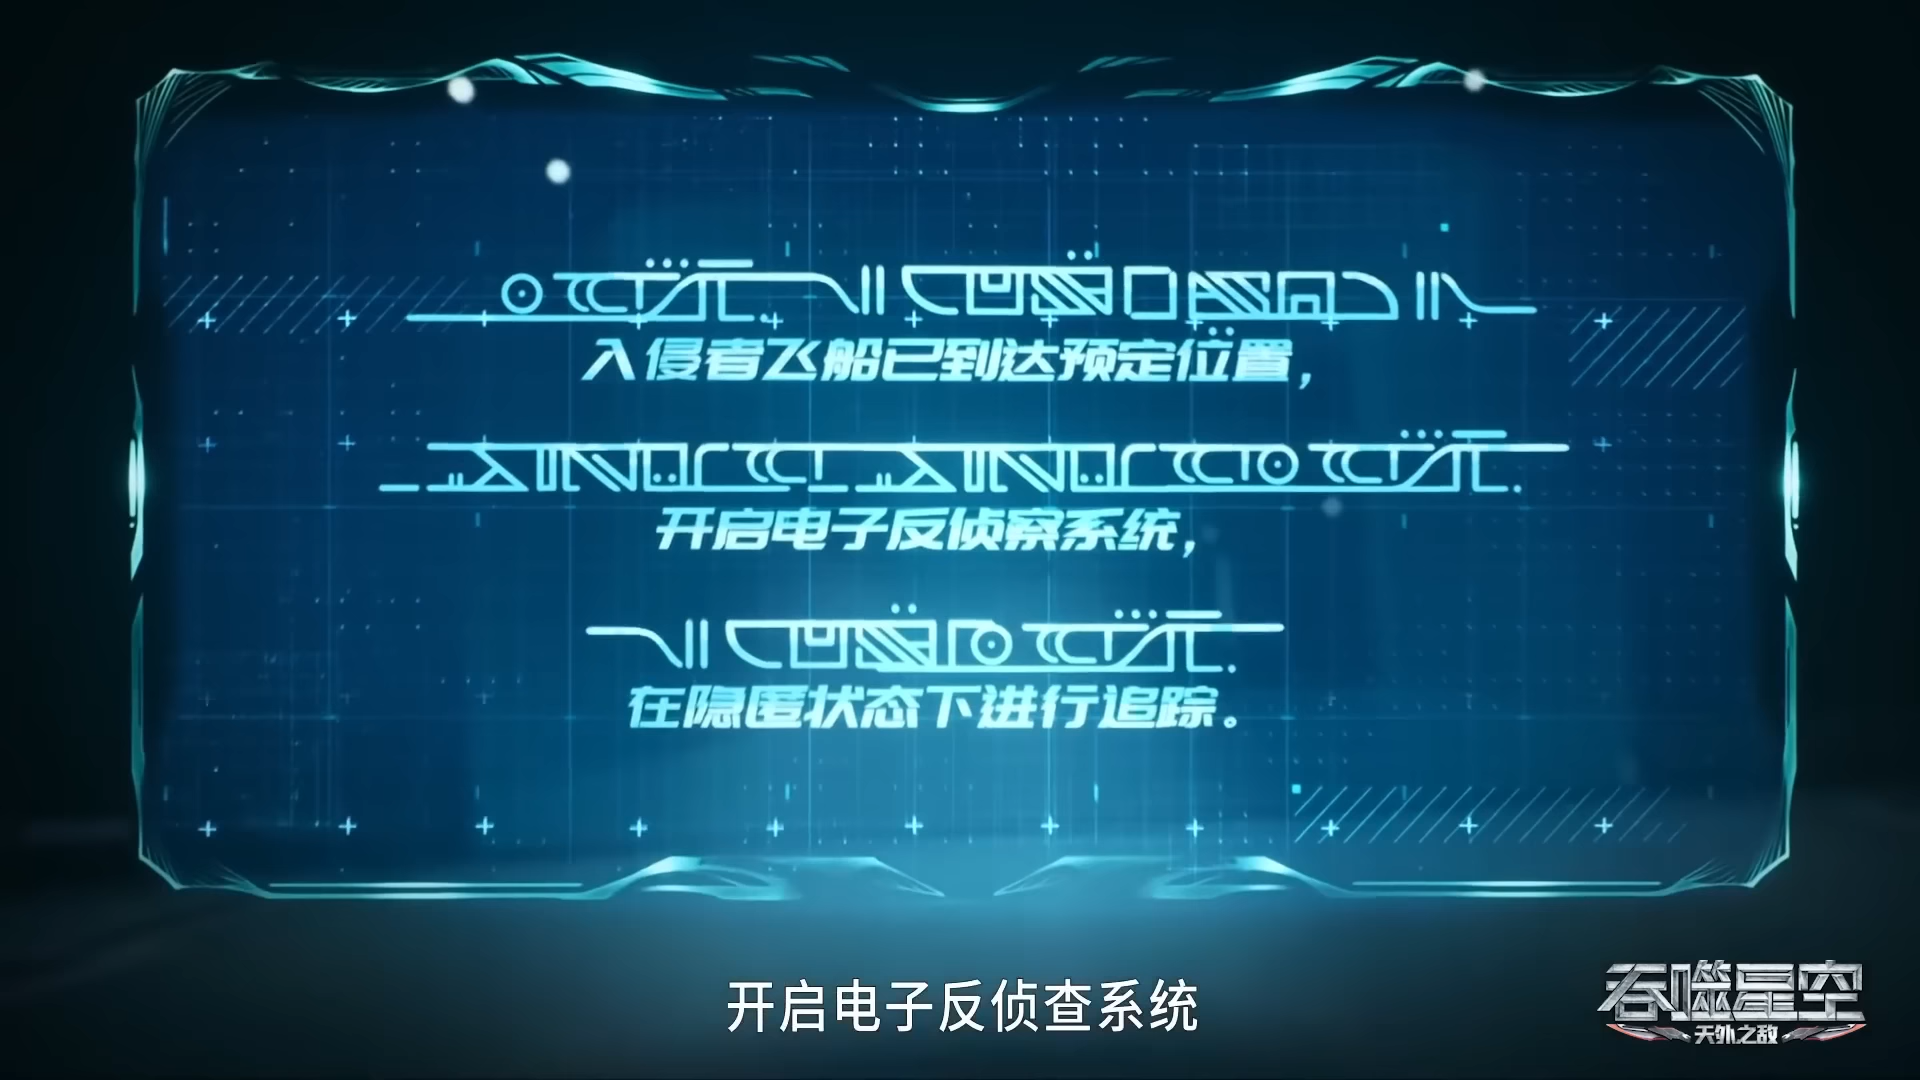 入侵者飞船已到达预定位置，
开启电子反侦察系统，
在隐匿状态下进行追踪。
开启电子反侦查系统
吞噬星空
天外之敌